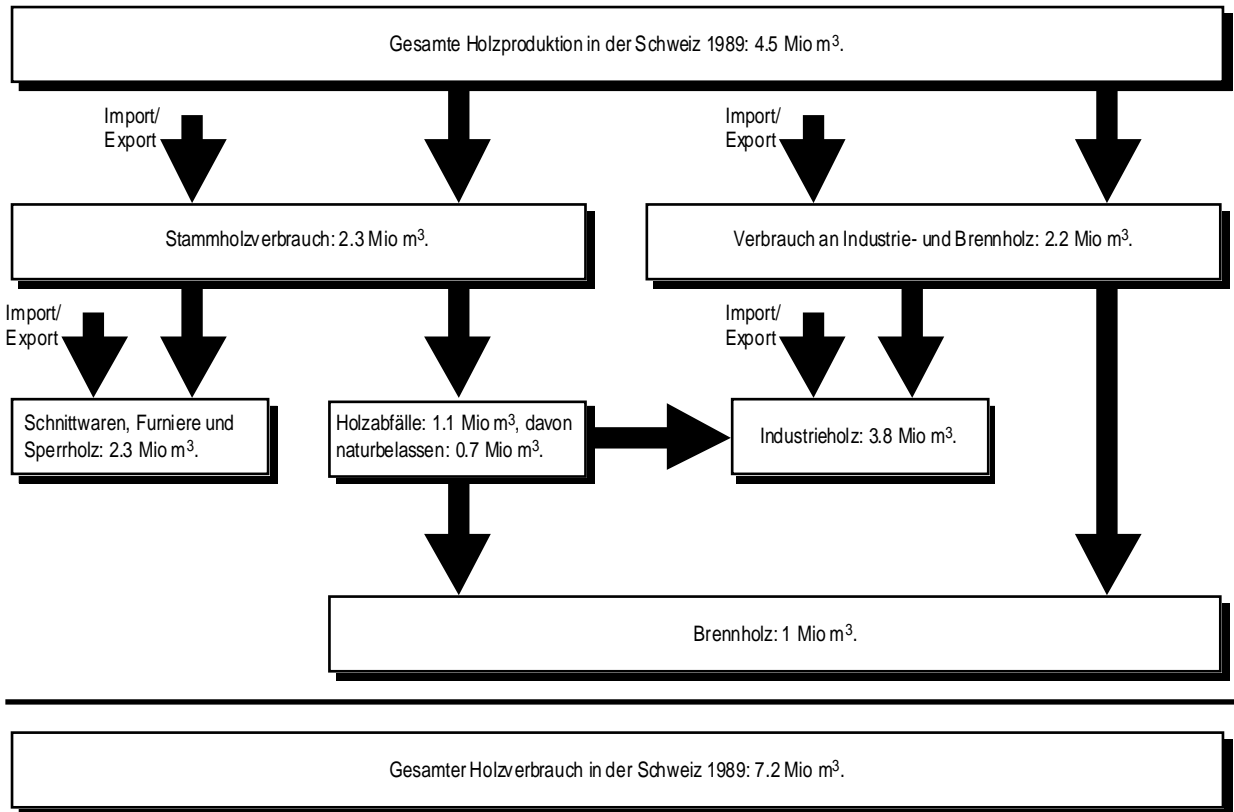 Gesamte Holzproduktion in der Schweiz 1989: 4.5 Mio m³.
Import/
Export
Import/
Export
Stammholzverbrauch: 2.3 Mio m³.
Verbrauch an Industrie- und Brennholz: 2.2 Mio m³.
Import/
Export
Import/
Export
Schnittwaren, Furniere und
Sperrholz: 2.3 Mio m³.
Holzabfälle: 1.1 Mio m³, davon
naturbelassen: 0.7 Mio m³.
Industrieholz: 3.8 Mio m³.
Brennholz: 1 Mio m³.
Gesamter Holzverbrauch in der Schweiz 1989: 7.2 Mio m³.